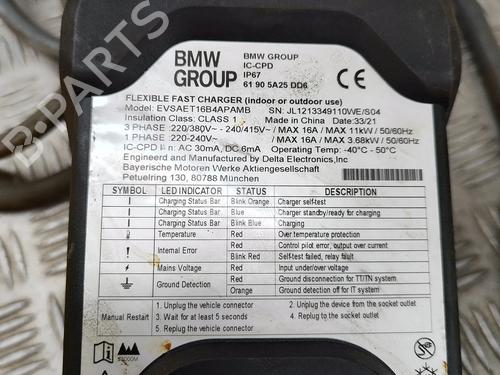 BMW
GROUP
BMW GROUP
IC-CPD
IP67
61 90 5A25 DD6
CE
FLEXIBLE FAST CHARGER (indoor or outdoor use)
Model Name: EVSAET16B4APAMB SN: JL1213349110WE/S04
Insulation Class: CLASS 1 Made in China Date: 33/21
3 PHASE 220/380V~ - 240/415V~ / MAX 16A / MAX 11kW / 50/60Hz
1 PHASE 220-240V~ / MAX 16A / MAX 3.68kW / 50/60Hz
IC-CPD I∆n: AC 30mA, DC 6mA Operating Temp: -40°C - 50°C
Engineerd and Manufactured by Delta Electronics,Inc
Bayerische Motoren Werke Aktiengesellschaft
Petuelring 130, 80788 München
SYMBOL LED INDICATOR STATUS DESCRIPTION
Charging Status Bar Blink Orange Charger self-test
Charging Status Bar Blue Charger standby/ready for charging
Charging Status Bar Blink Blue Charging
Temperature Red Over temperature protection
Internal Error Red Control pilot error, output over current
Blink Red Self-test failed, relay fault
Mains Voltage Red Input under/over voltage
Ground Detection Red Ground disconnection for TT/TN system
Orange Ground detection off for IT system
Manual Restart 1. Unplug the vehicle connector 2. Unplug the device from the socket outlet
3. Wait for at least 5 seconds 4. Replug to the socket outlet
5. Replug the vehicle connector